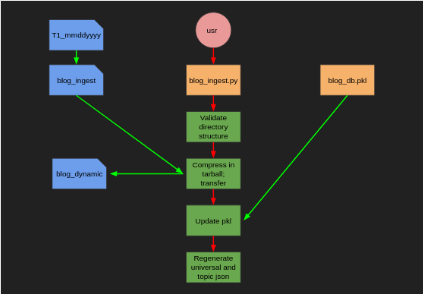 T1_mmddyyyy
usr
blog_ingest
blog_ingest.py
blog_db.pkl
Validate
directory
structure
blog_dynamic
Compress in
tarball;
transfer
Update pkl
Regenerate
universal and
topic json